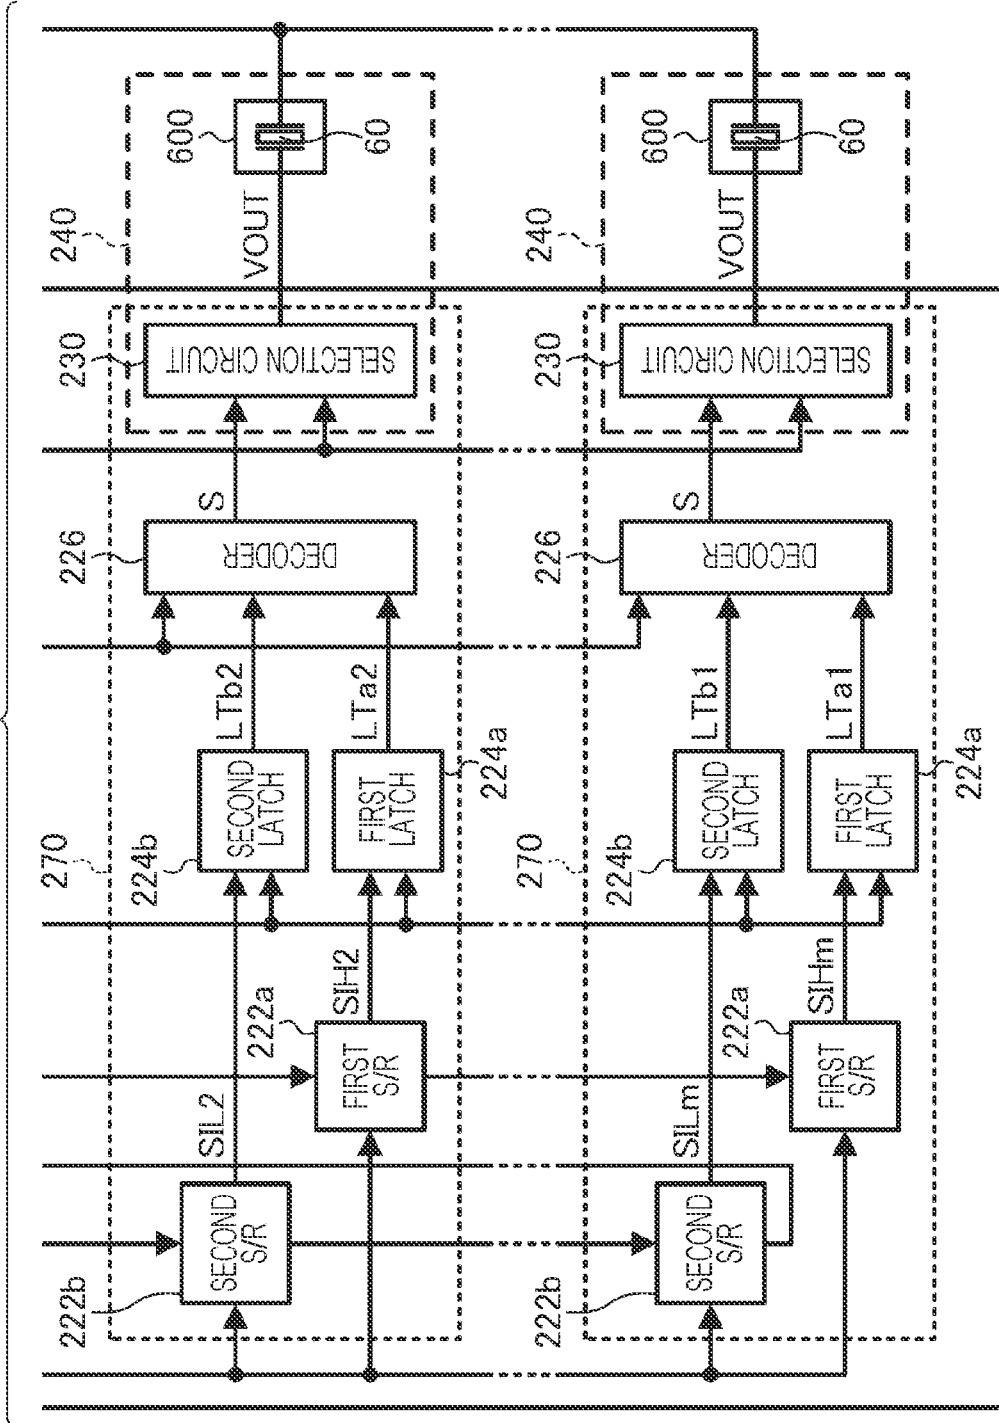 600
60
240
VOUT
230
SELECTION CIRCUIT
S
226
DECODER
LTb2
LTa2
270
224b
SECOND
LATCH
FIRST
LATCH
224a
SIH2
222a
FIRST
S/R
SIL2
222b
SECOND
S/R
600
60
240
VOUT
230
SELECTION CIRCUIT
S
226
DECODER
LTb1
LTa1
270
224b
SECOND
LATCH
FIRST
LATCH
224a
SIHm
222a
FIRST
S/R
SILm
222b
SECOND
S/R